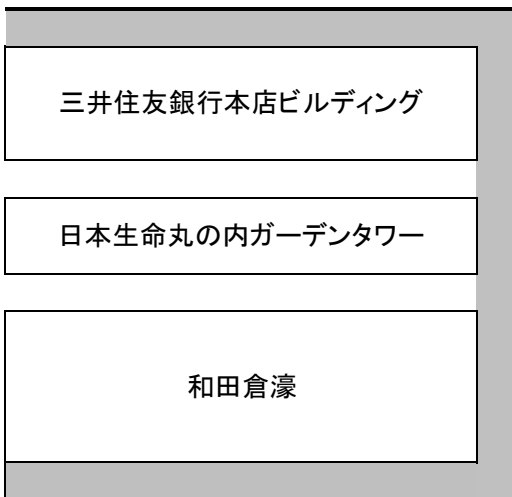 三井住友銀行本店ビルディング
日本生命丸の内ガーデンタワー
和田倉濠